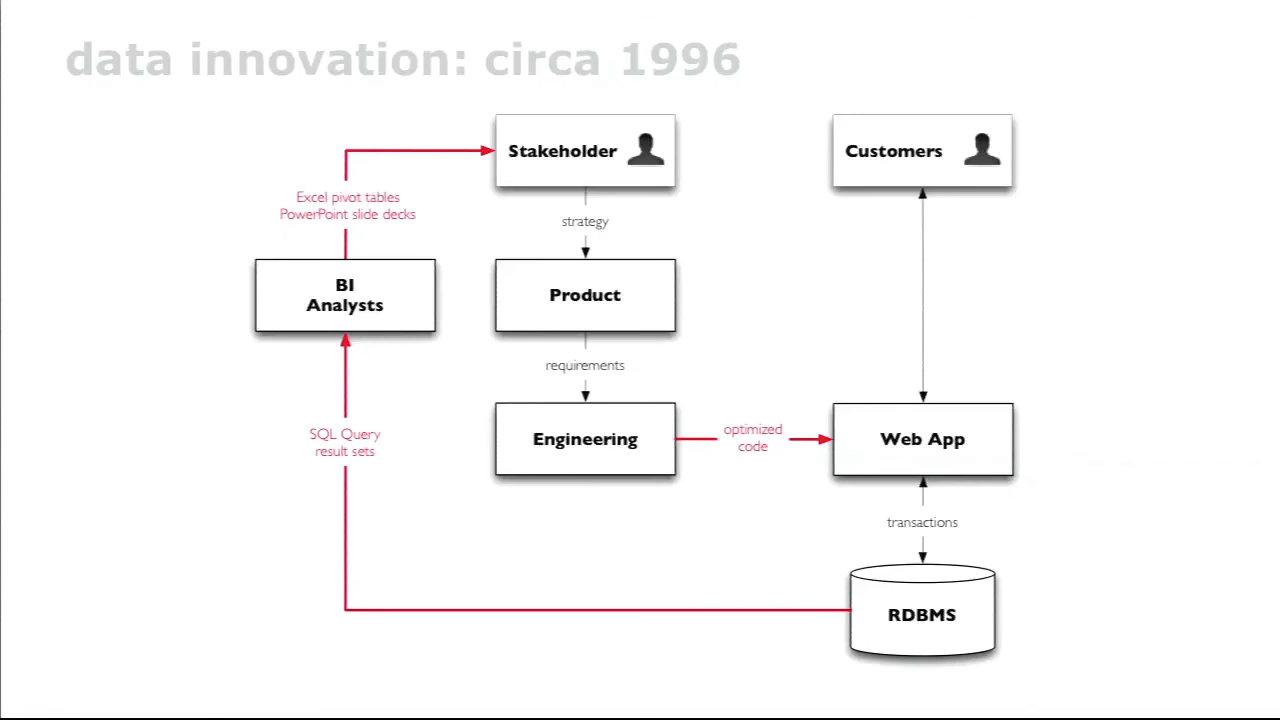 data innovation: circa 1996
Stakeholder
Customers
Excel pivot tables
PowerPoint slide decks
strategy
BI
Analysts
Product
requirements
SQL Query
result sets
Engineering
optimized
code
Web App
transactions
RDBMS